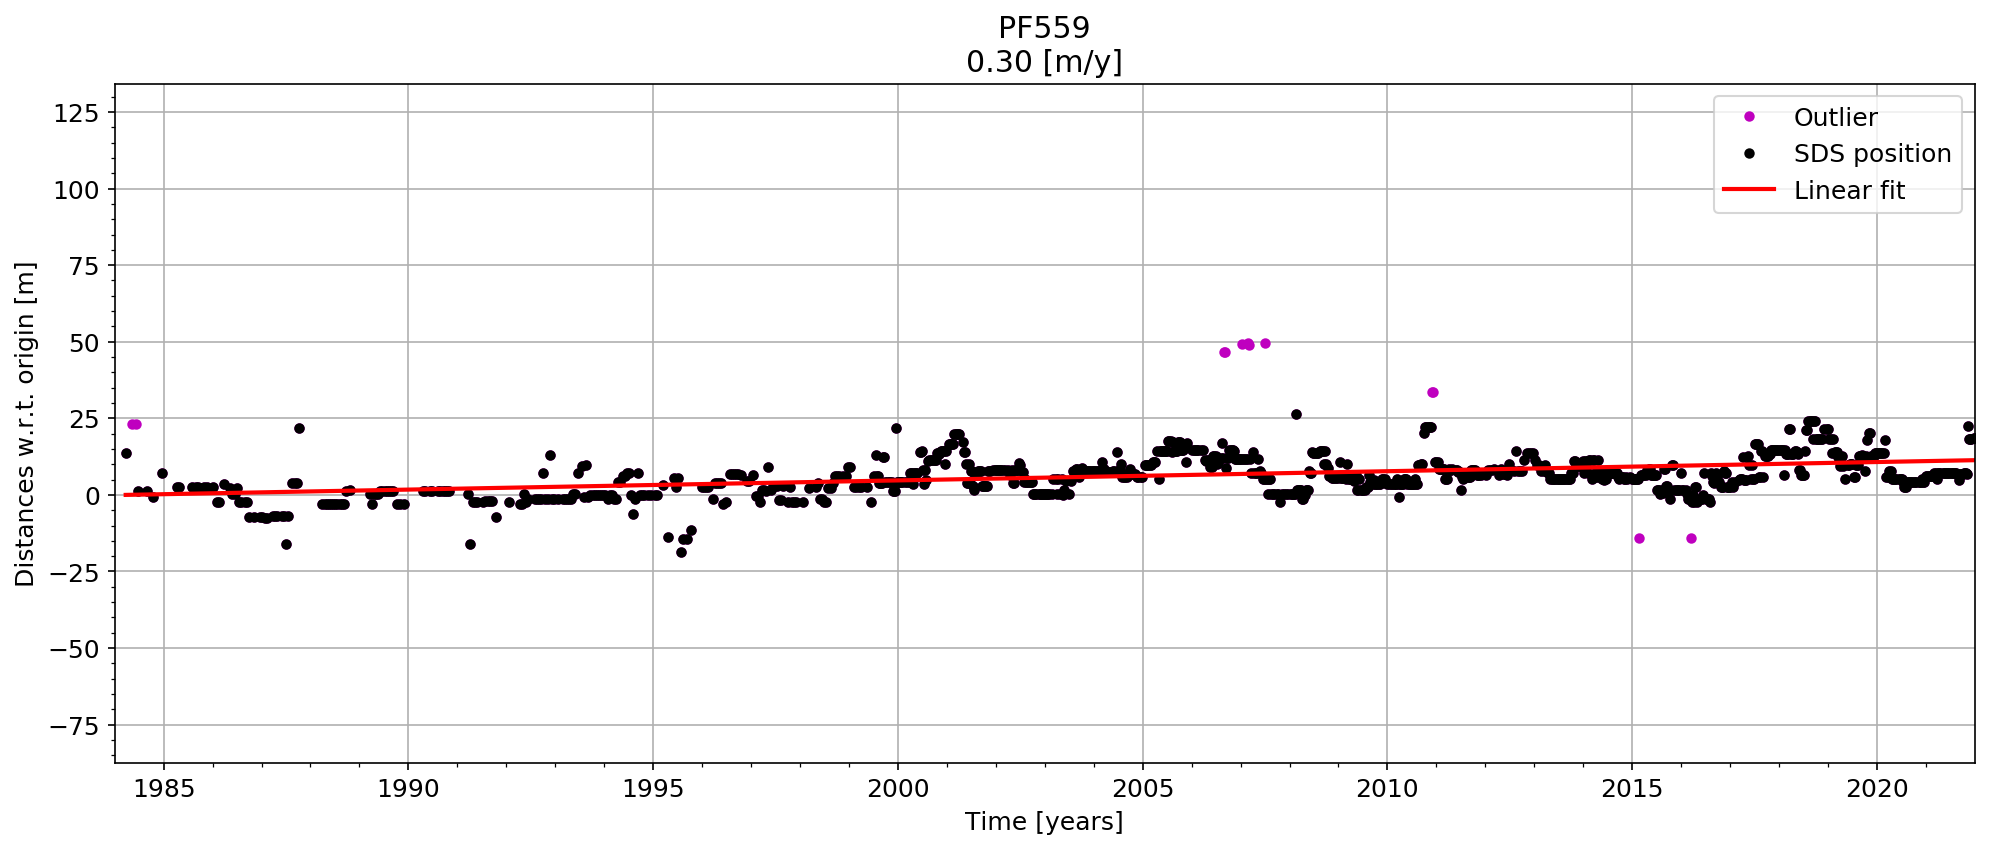 PF559
0.30 [m/y]
Distances w.r.t. origin [m]
125
100
75
50
25
0
−25
−50
−75
Outlier
SDS position
Linear fit
1985 1990 1995 2000 2005 2010 2015 2020
Time [years]